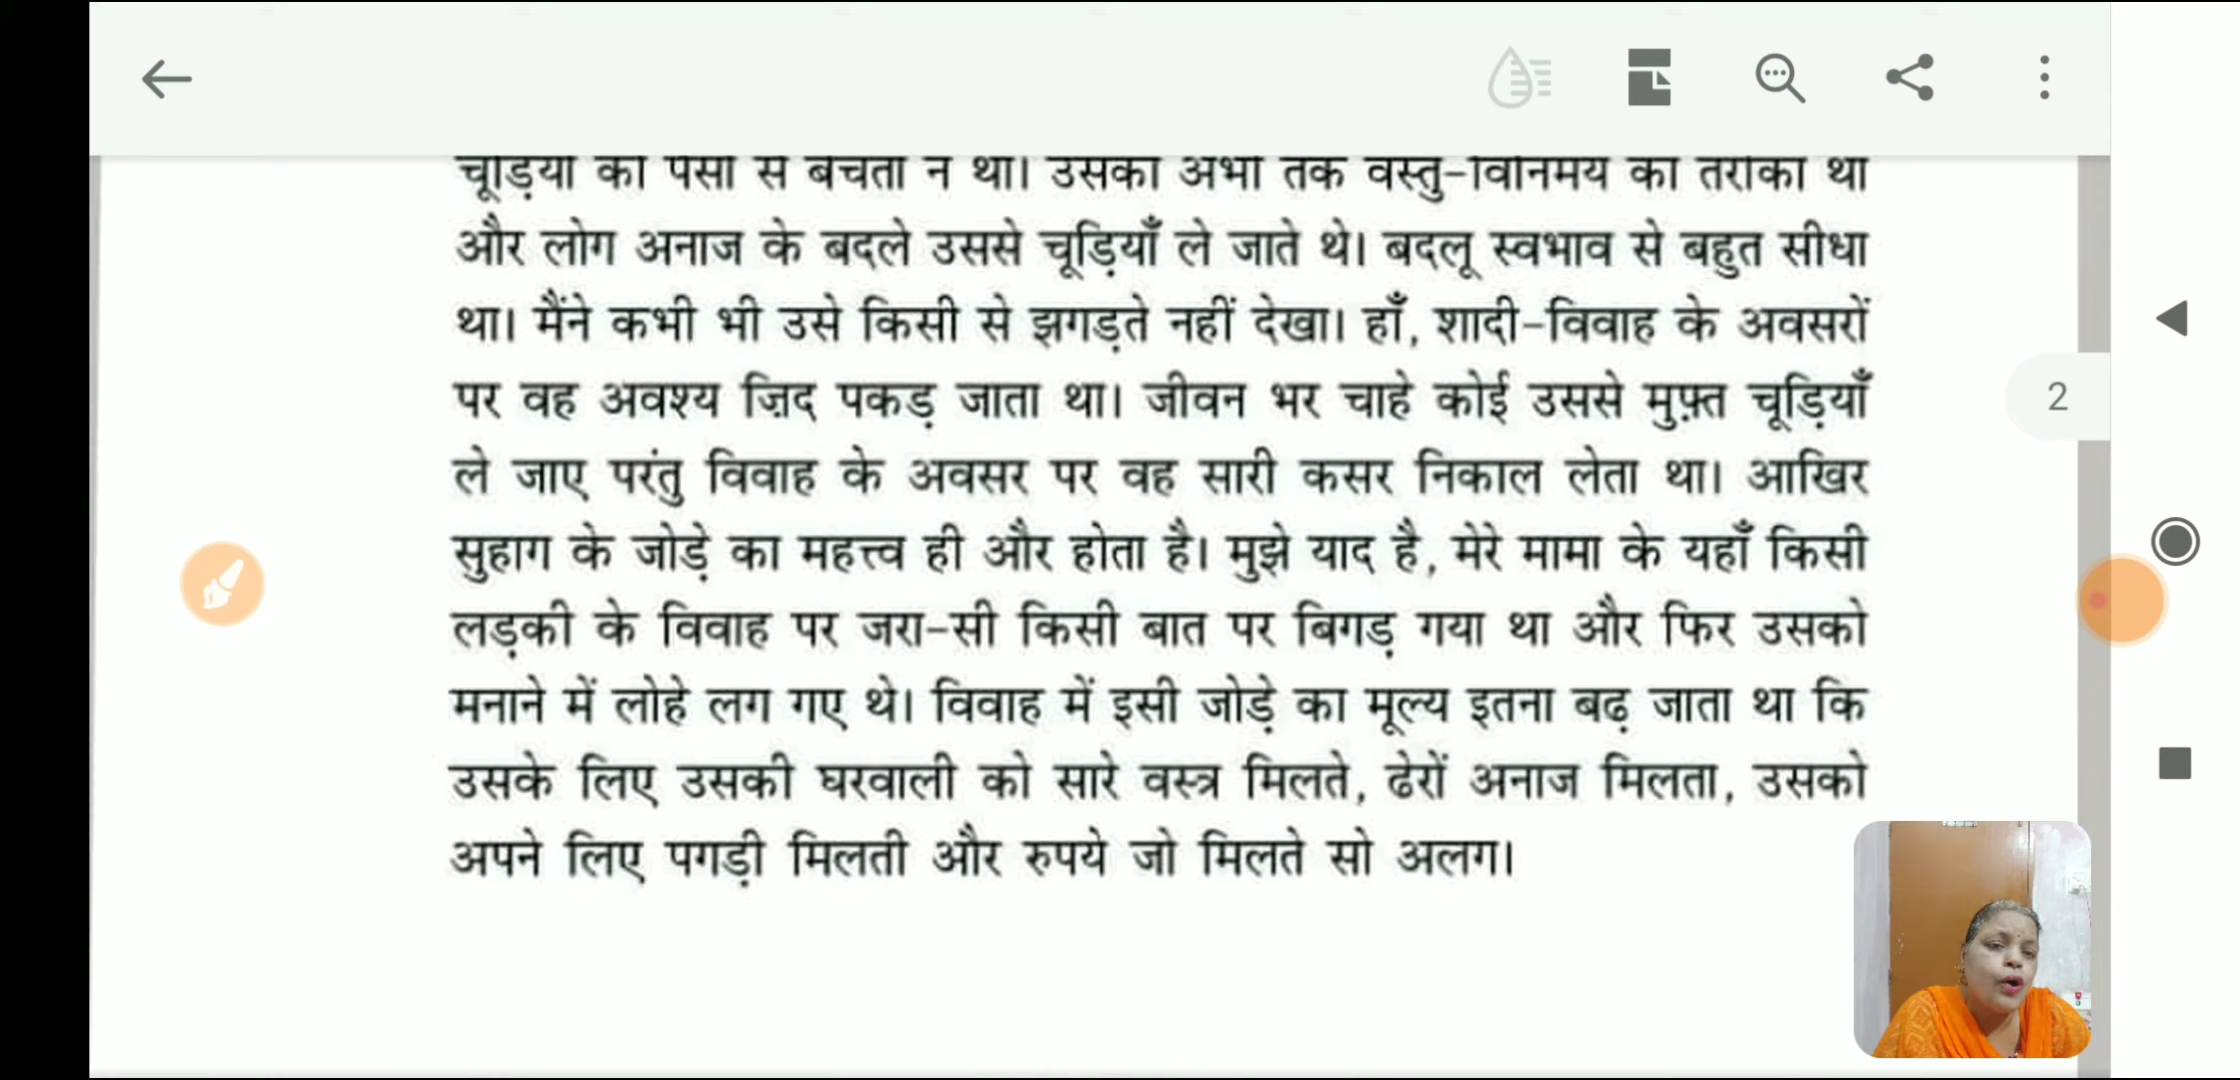 चूड़ियों को पैसों से बेचता न था। उसका अभी तक वस्तु-विनिमय का तरीका था
और लोग अनाज के बदले उससे चूड़ियाँ ले जाते थे। बदलू स्वभाव से बहुत सीधा
था। मैंने कभी भी उसे किसी से झगड़ते नहीं देखा। हाँ, शादी-विवाह के अवसरों
पर वह अवश्य ज़िद पकड़ जाता था। जीवन भर चाहे कोई उससे मुफ़्त चूड़ियाँ
2
ले जाए परंतु विवाह के अवसर पर वह सारी कसर निकाल लेता था। आखिर
सुहाग के जोड़े का महत्त्व ही और होता है। मुझे याद है, मेरे मामा के यहाँ किसी
लड़की के विवाह पर जरा-सी किसी बात पर बिगड़ गया था और फिर उसको
मनाने में लोहे लग गए थे। विवाह में इसी जोड़े का मूल्य इतना बढ़ जाता था कि
उसके लिए उसकी घरवाली को सारे वस्त्र मिलते, ढेरों अनाज मिलता, उसको
अपने लिए पगड़ी मिलती और रुपये जो मिलते सो अलग।